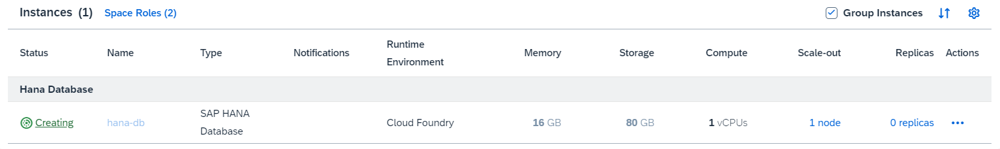 Instances (1) Space Roles (2) Group Instances
Status Name Type Notifications Runtime Environment Memory Storage Compute Scale-out Replicas Actions
Hana Database
Creating hana-db SAP HANA Database Cloud Foundry 16 GB 80 GB 1 vCPUs 1 node 0 replicas